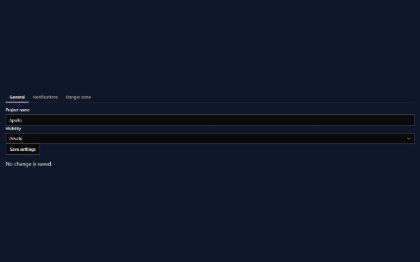 General Notifications Danger zone
Project name
Apollo
Visibility
Private
Save settings
No change is saved.